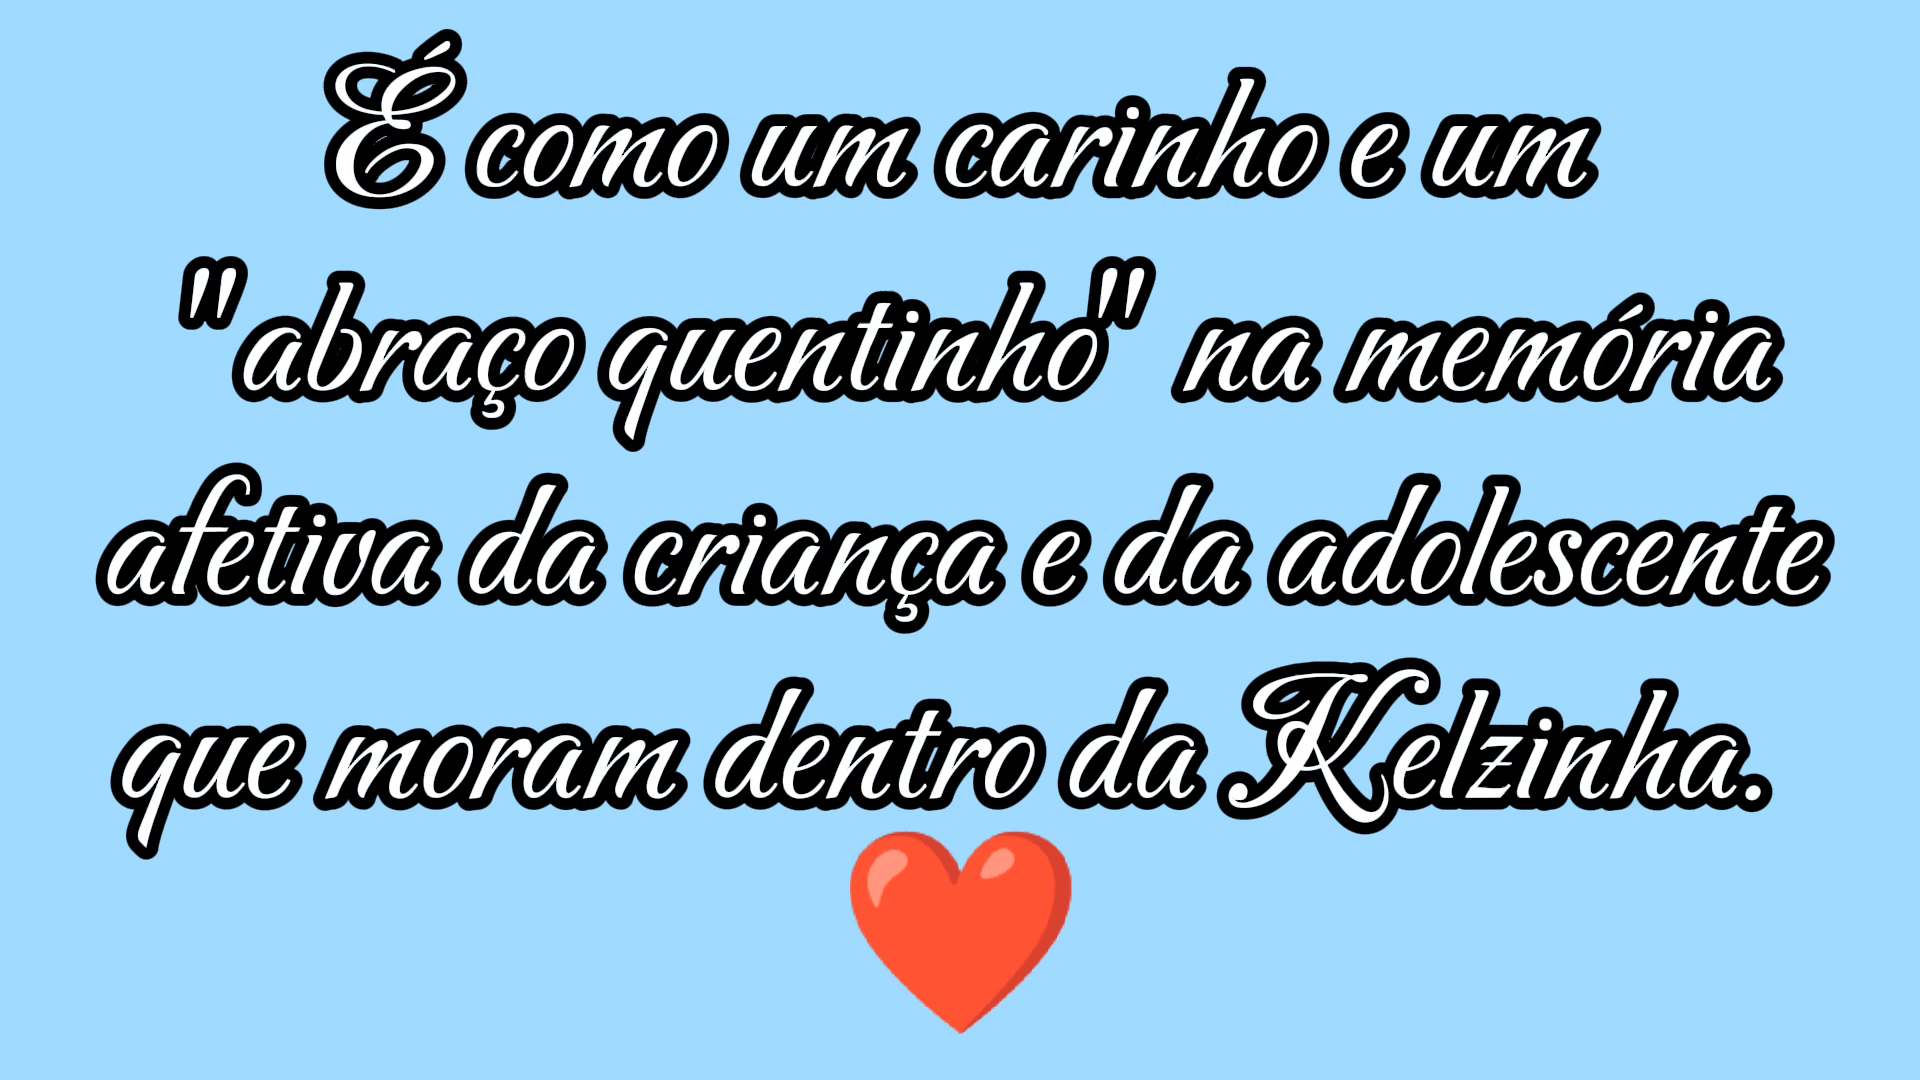 É como um carinho e um
"abraço quentinho" na memória
afetiva da criança e da adolescente
que moram dentro da Kelzinha.